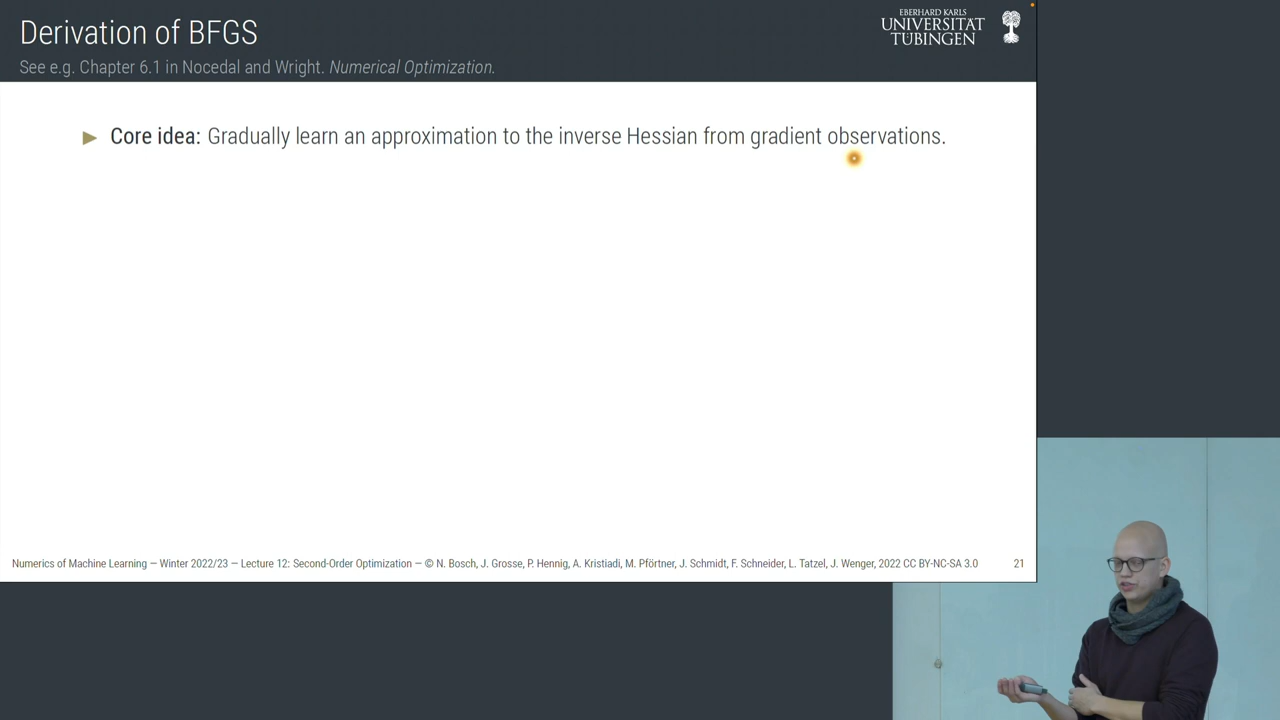 Derivation of BFGS
See e.g. Chapter 6.1 in Nocedal and Wright. Numerical Optimization.
EBERHARD KARLS
UNIVERSITÄT
TÜBINGEN
Core idea: Gradually learn an approximation to the inverse Hessian from gradient observations.
Numerics of Machine Learning — Winter 2022/23 — Lecture 12: Second-Order Optimization — © N. Bosch, J. Grosse, P. Hennig, A. Kristiadi, M. Pförtner, J. Schmidt, F. Schneider, L. Tatzel, J. Wenger, 2022 CC BY-NC-SA 3.0 21